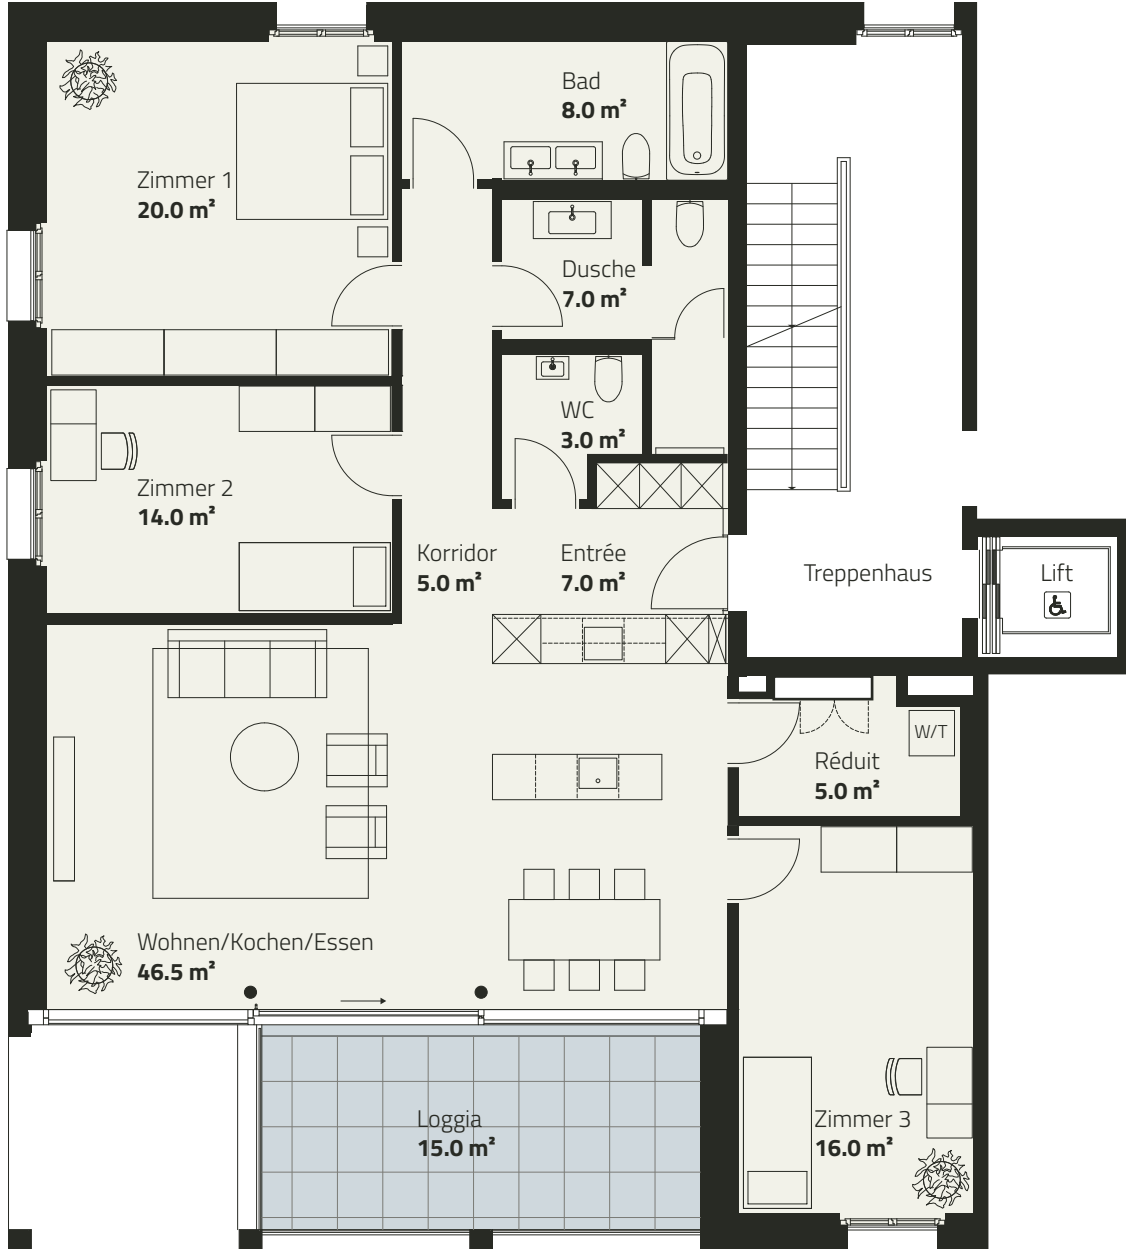 Bad
8.0 m²
Zimmer 1
20.0 m²
Dusche
7.0 m²
WC
3.0 m²
Zimmer 2
14.0 m²
Korridor
5.0 m²
Entrée
7.0 m²
Treppenhaus
Lift
W/T
Réduit
5.0 m²
Wohnen/Kochen/Essen
46.5 m²
Loggia
15.0 m²
Zimmer 3
16.0 m²